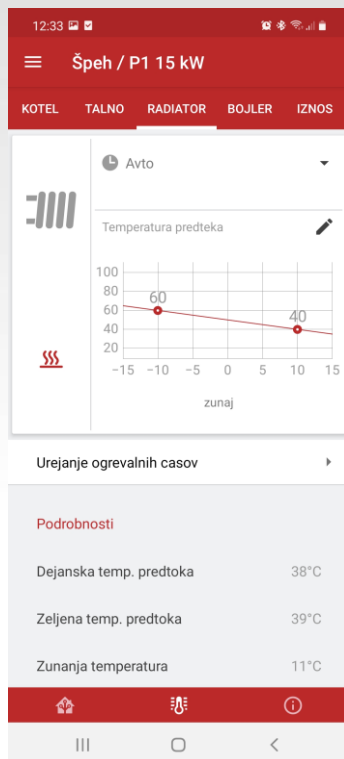 12:33
Špeh / P1 15 kW
KOTEL TALNO RADIATOR BOJLER IZNOS
Avto
Temperatura predteka
100
80
60
40
20
60
40
−15 −10 −5 0 5 10 15
zunaj
Urejanje ogrevalnih casov
Podrobnosti
Dejanska temp. predtoka 38°C
Zeljena temp. predtoka 39°C
Zunanja temperatura 11°C